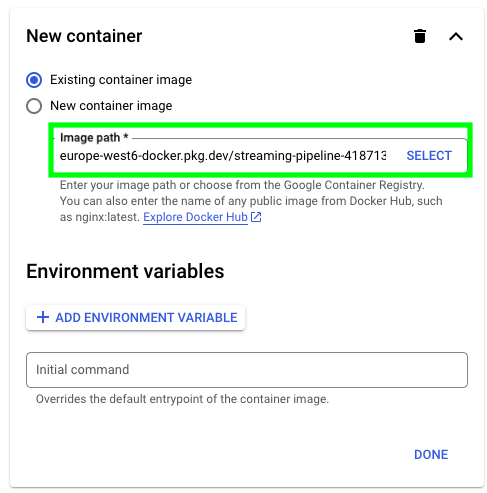 New container
Existing container image
New container image
Image path *
europe-west6-docker.pkg.dev/streaming-pipeline-418713
SELECT
Enter your image path or choose from the Google Container Registry.
You can also enter the name of any public image from Docker Hub, such
as nginx:latest. Explore Docker Hub
Environment variables
ADD ENVIRONMENT VARIABLE
Initial command
Overrides the default entrypoint of the container image.
DONE